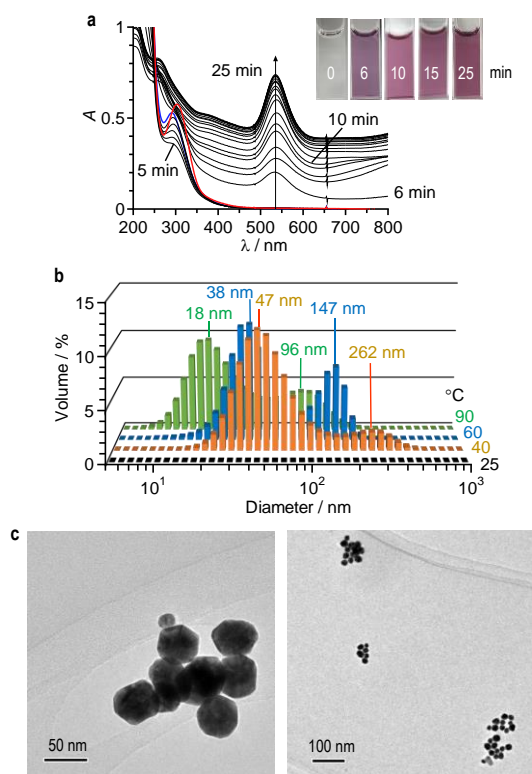 a
25 min
1
0.5
0
A
5 min
10 min
6 min
0 6 10 15 25 min
200 300 400 500 600 700 800
λ / nm
b
15
10
5
0
Volume / %
38 nm
47 nm
18 nm
147 nm
96 nm
262 nm
°C
90
60
40
25
10¹ 10² 10³
Diameter / nm
c
50 nm
100 nm